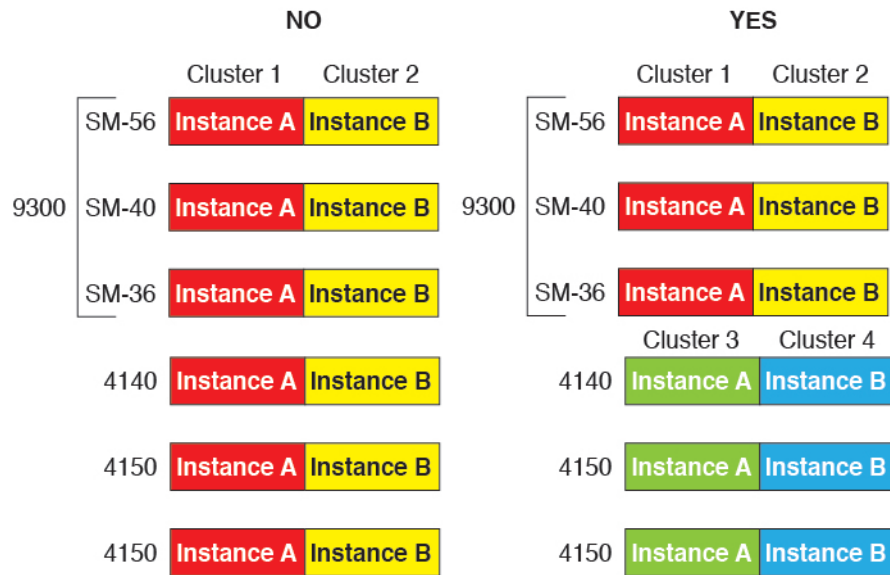 NO YES
Cluster 1 Cluster 2 Cluster 1 Cluster 2
SM-56 Instance A Instance B SM-56 Instance A Instance B
9300 SM-40 Instance A Instance B 9300 SM-40 Instance A Instance B
SM-36 Instance A Instance B SM-36 Instance A Instance B
Cluster 3 Cluster 4
4140 Instance A Instance B 4140 Instance A Instance B
4150 Instance A Instance B 4150 Instance A Instance B
4150 Instance A Instance B 4150 Instance A Instance B